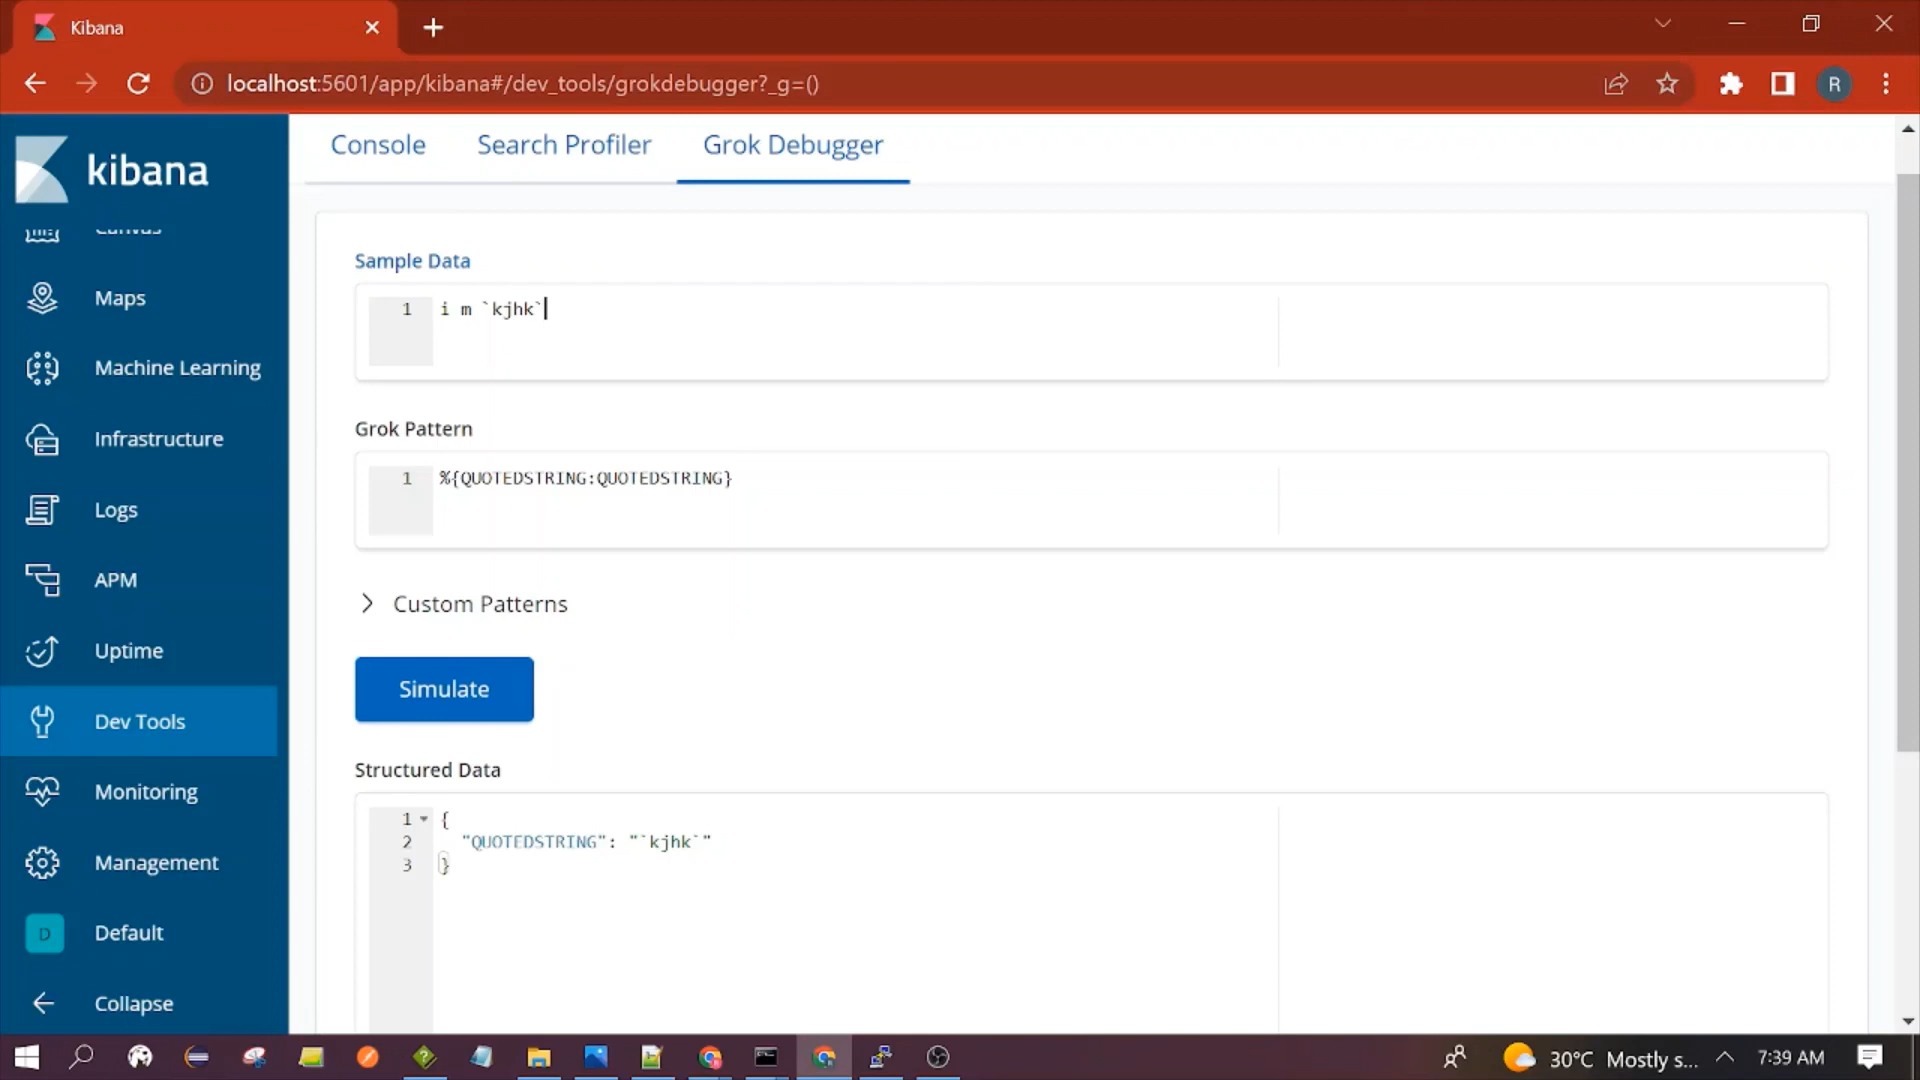 Kibana
localhost:5601/app/kibana#/dev_tools/grokdebugger?_g=()
R
kibana
Console
Search Profiler
Grok Debugger
Canvas
Maps
Machine Learning
Infrastructure
Logs
APM
Uptime
Dev Tools
Monitoring
Management
D
Default
Collapse
Sample Data
1 i m `kjhk`
Grok Pattern
1 %{QUOTEDSTRING:QUOTEDSTRING}
Custom Patterns
Simulate
Structured Data
1 {
2 "QUOTEDSTRING": "`kjhk`"
3 }
30°C Mostly s...
7:39 AM